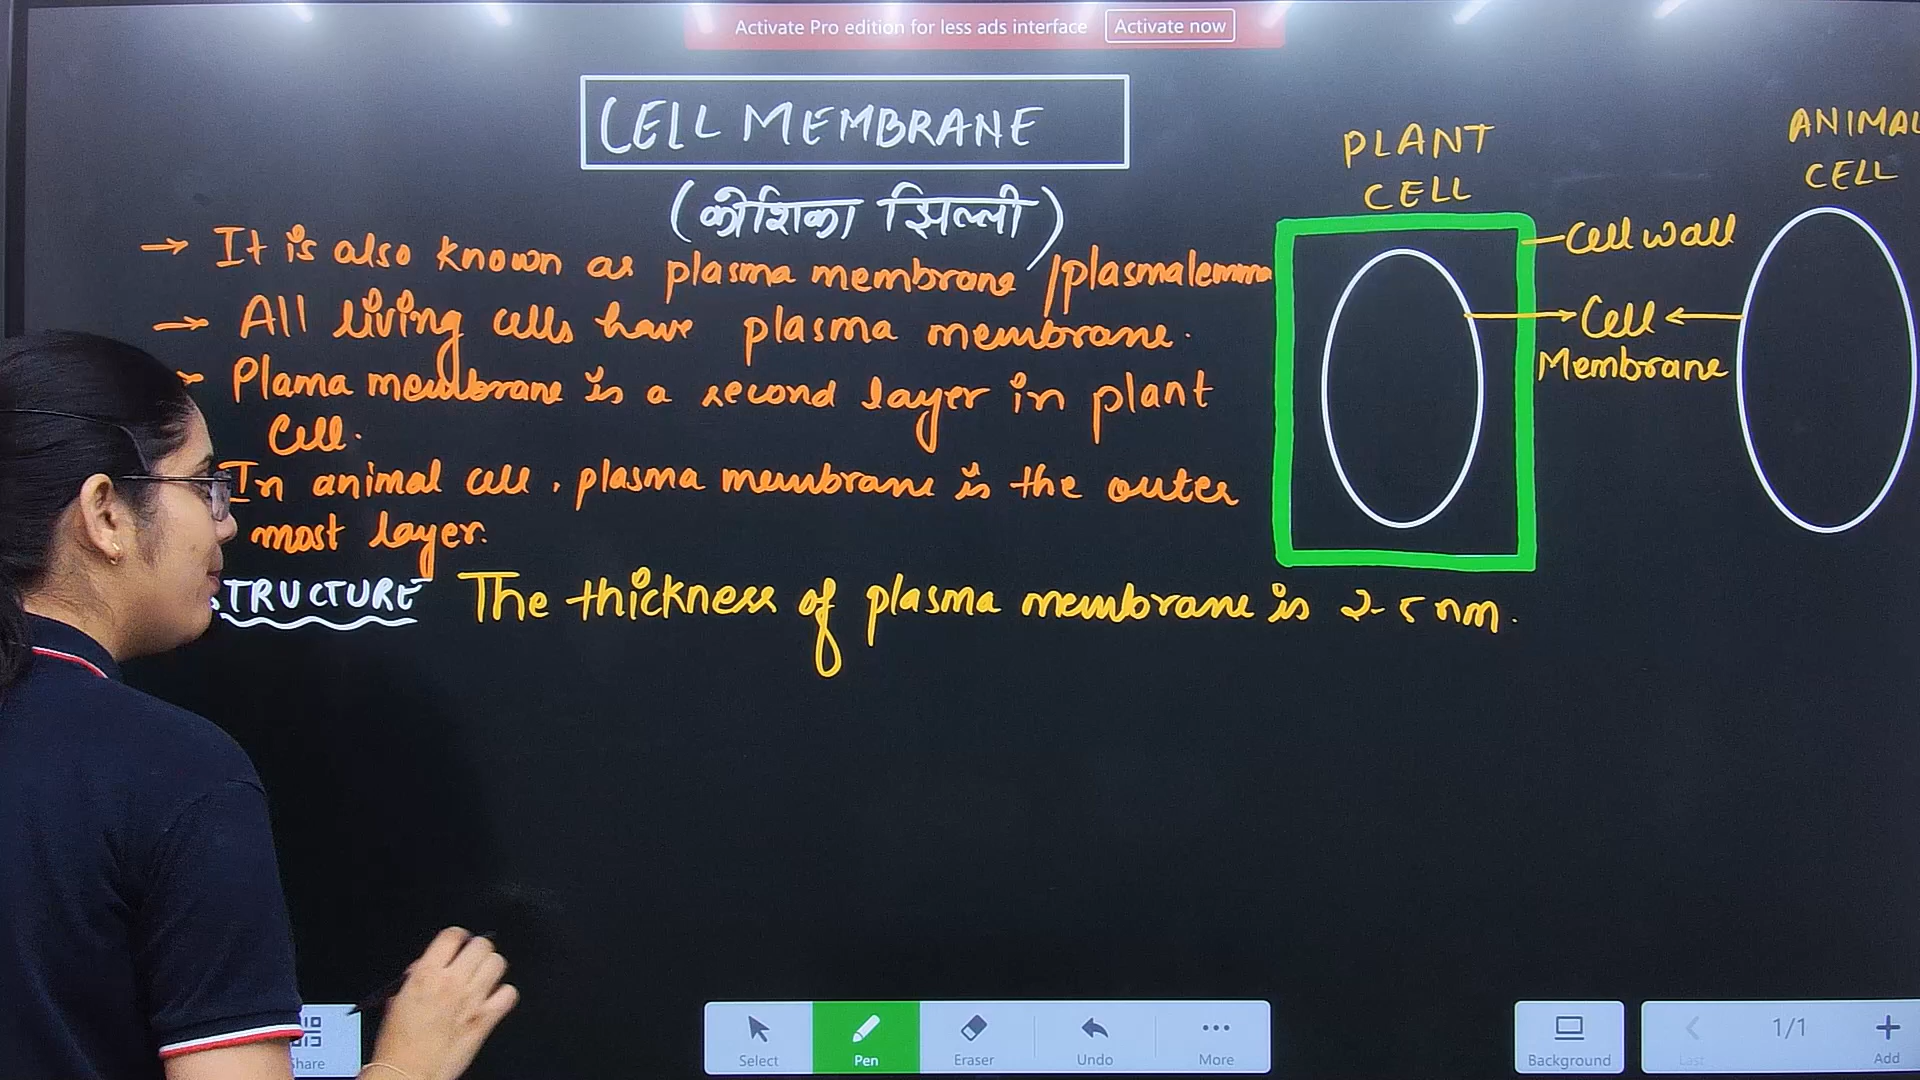 Activate Pro edition for less ads interface Activate now
CELL MEMBRANE
(कोशिका झिल्ली)
→ It is also known as plasma membrane / plasmalemma
→ All living cells have plasma membrane.
Plama membrane is a second layer in plant
Cell.
In animal cell, plasma membrane is the outer
most layer.
STRUCTURE The thickness of plasma membrane is 2-5 nm.
PLANT
CELL
Cell wall
Cell
Membrane
ANIMAL
CELL
Share
Select
Pen
Eraser
Undo
More
Background
Last
1/1
Add